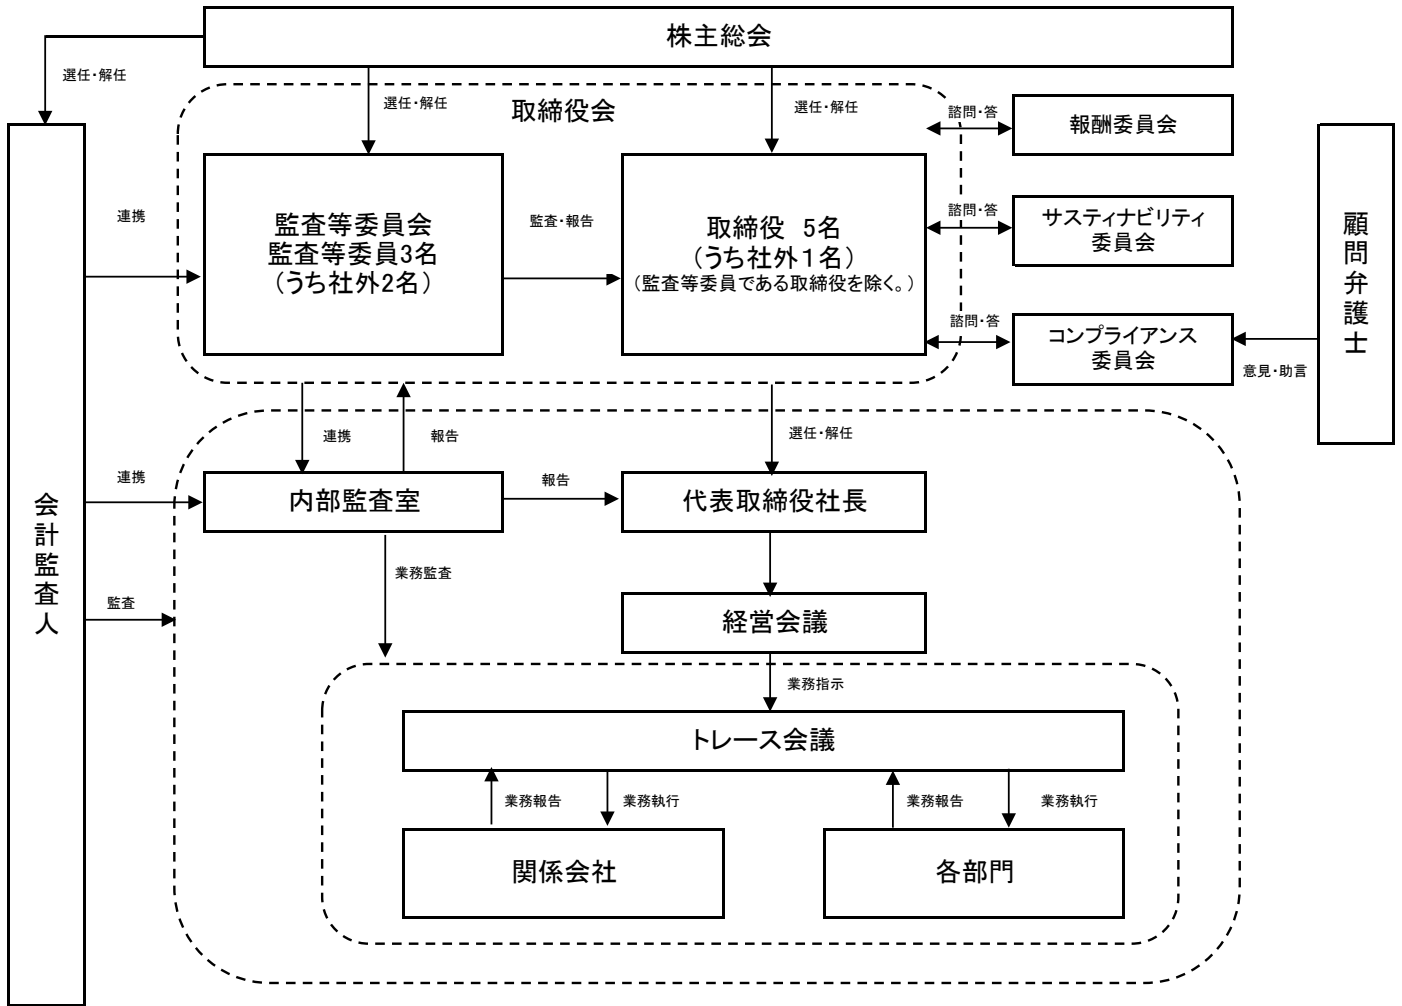 株主総会
選任・解任
選任・解任
選任・解任
取締役会
諮問・答
報酬委員会
監査等委員会
監査等委員3名
（うち社外2名）
連携
監査・報告
取締役 5名
（うち社外１名）
（監査等委員である取締役を除く。）
諮問・答
サスティナビリティ
委員会
諮問・答
コンプライアンス
委員会
意見・助言
顧問弁護士
連携
報告
選任・解任
会計監査人
連携
内部監査室
報告
代表取締役社長
業務監査
監査
経営会議
業務指示
トレース会議
業務報告
業務執行
業務報告
業務執行
関係会社
各部門